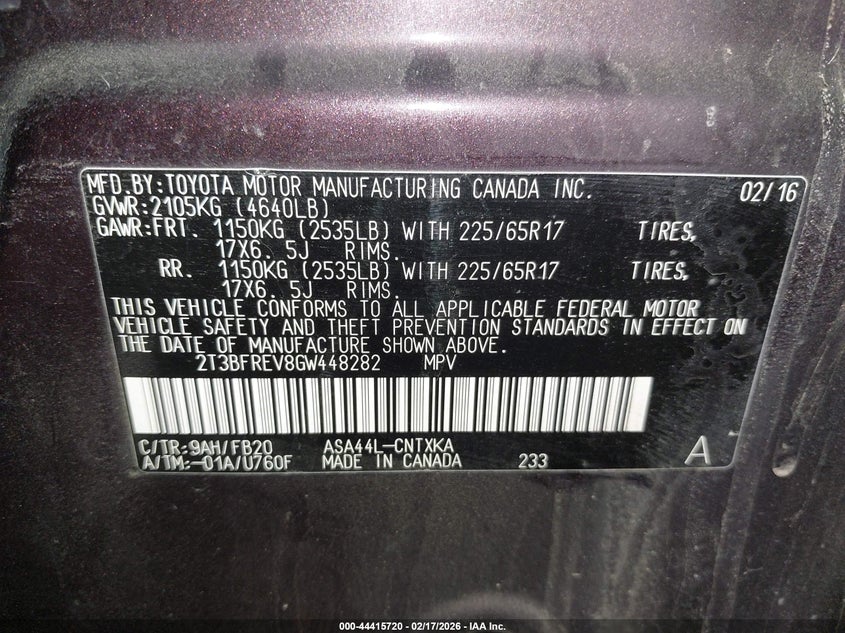 MFD.BY:TOYOTA MOTOR MANUFACTURING CANADA INC. 02/16
GVWR:2105KG (4640LB)
GAWR:FRT. 1150KG (2535LB) WITH 225/65R17 TIRES,
17X6.5J RIMS.
RR. 1150KG (2535LB) WITH 225/65R17 TIRES,
17X6.5J RIMS.
THIS VEHICLE CONFORMS TO ALL APPLICABLE FEDERAL MOTOR
VEHICLE SAFETY AND THEFT PREVENTION STANDARDS IN EFFECT ON
THE DATE OF MANUFACTURE SHOWN ABOVE.
2T3BFREV8GW448282 MPV
C/TR:9AH/FB20 ASA44L-CNTXKA
A/TM:-01A/U760F MADE IN CANADA 233 A
000-44415720 - 02/17/2026 - IAA Inc.